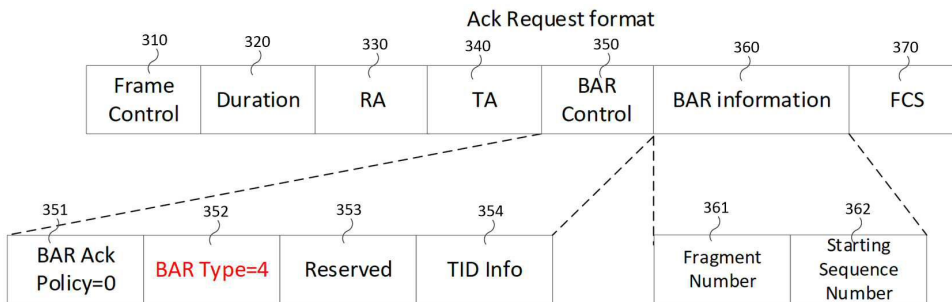 Ack Request format
310 320 330 340 350 360 370
Frame Control Duration RA TA BAR Control BAR information FCS
351 352 353 354 361 362
BAR Ack Policy=0 BAR Type=4 Reserved TID Info Fragment Number Starting Sequence Number